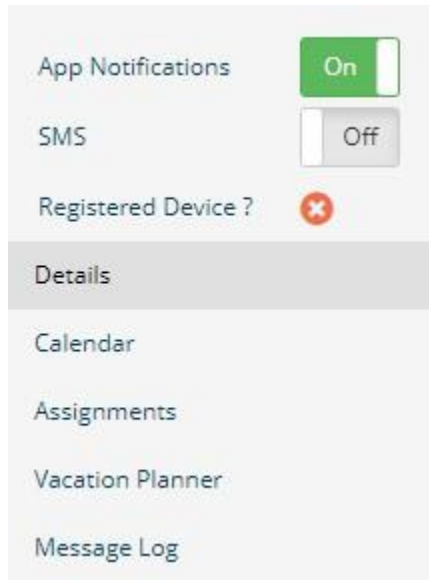 App Notifications On
SMS Off
Registered Device ?
Details
Calendar
Assignments
Vacation Planner
Message Log